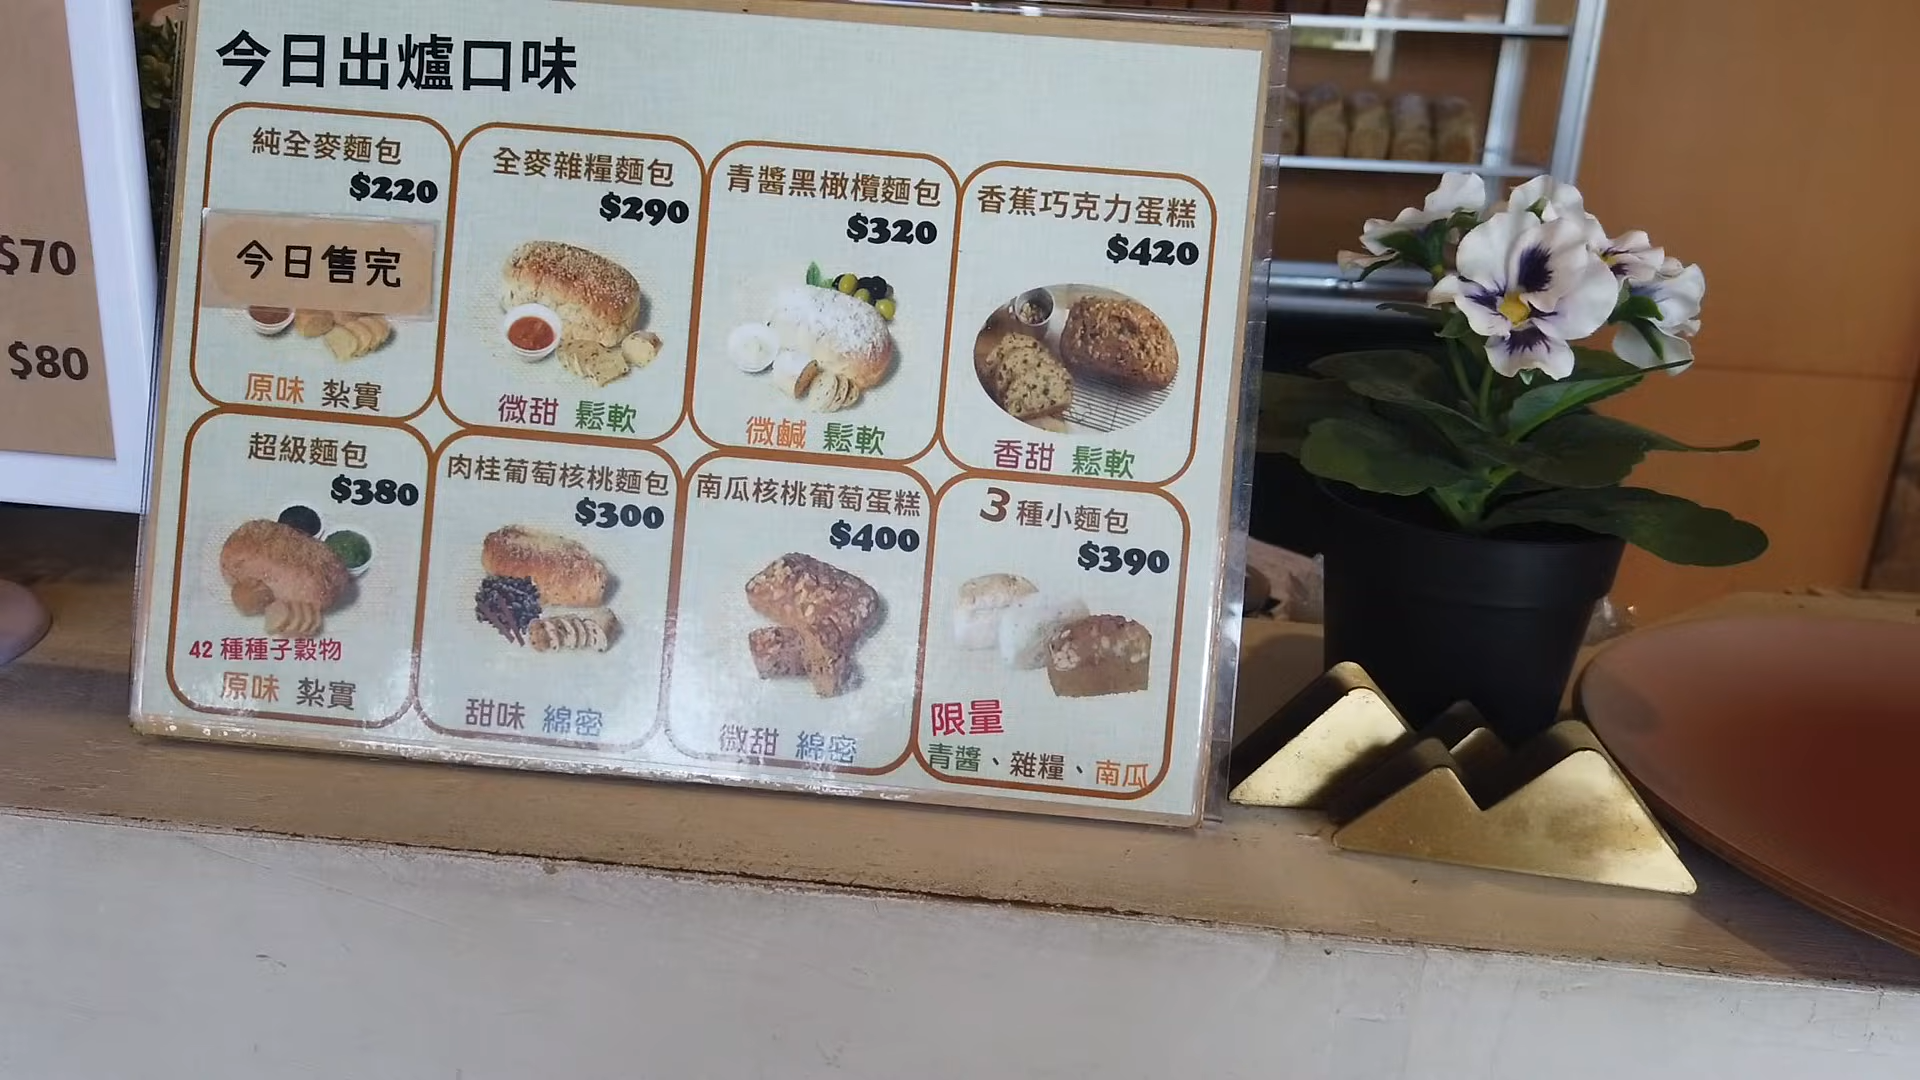 今日出爐口味
純全麥麵包
$220
今日售完
原味 紮實
全麥雜糧麵包
$290
微甜 鬆軟
青醬黑橄欖麵包
$320
微鹹 鬆軟
香蕉巧克力蛋糕
$420
香甜 鬆軟
超級麵包
$380
42 種種子穀物
原味 紮實
肉桂葡萄核桃麵包
$300
甜味 綿密
南瓜核桃葡萄蛋糕
$400
微甜 綿密
3種小麵包
$390
限量
青醬、雜糧、南瓜
$70
$80